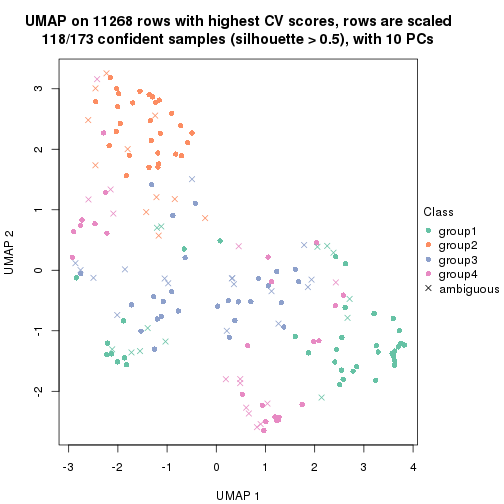 UMAP on 11268 rows with highest CV scores, rows are scaled
118/173 confident samples (silhouette > 0.5), with 10 PCs
3
2
1
0
-1
-2
UMAP 2
-3
-2
-1
0
1
2
3
4
UMAP 1
Class
group1
group2
group3
group4
ambiguous